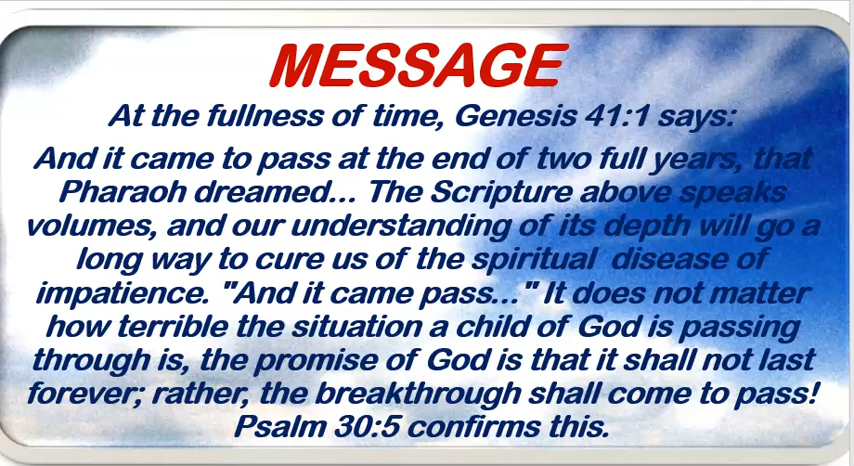 MESSAGE
At the fullness of time, Genesis 41:1 says:
And it came to pass at the end of two full years, that
Pharaoh dreamed... The Scripture above speaks
volumes, and our understanding of its depth will go a
long way to cure us of the spiritual disease of
impatience. "And it came pass..." It does not matter
how terrible the situation a child of God is passing
through is, the promise of God is that it shall not last
forever; rather, the breakthrough shall come to pass!
Psalm 30:5 confirms this.